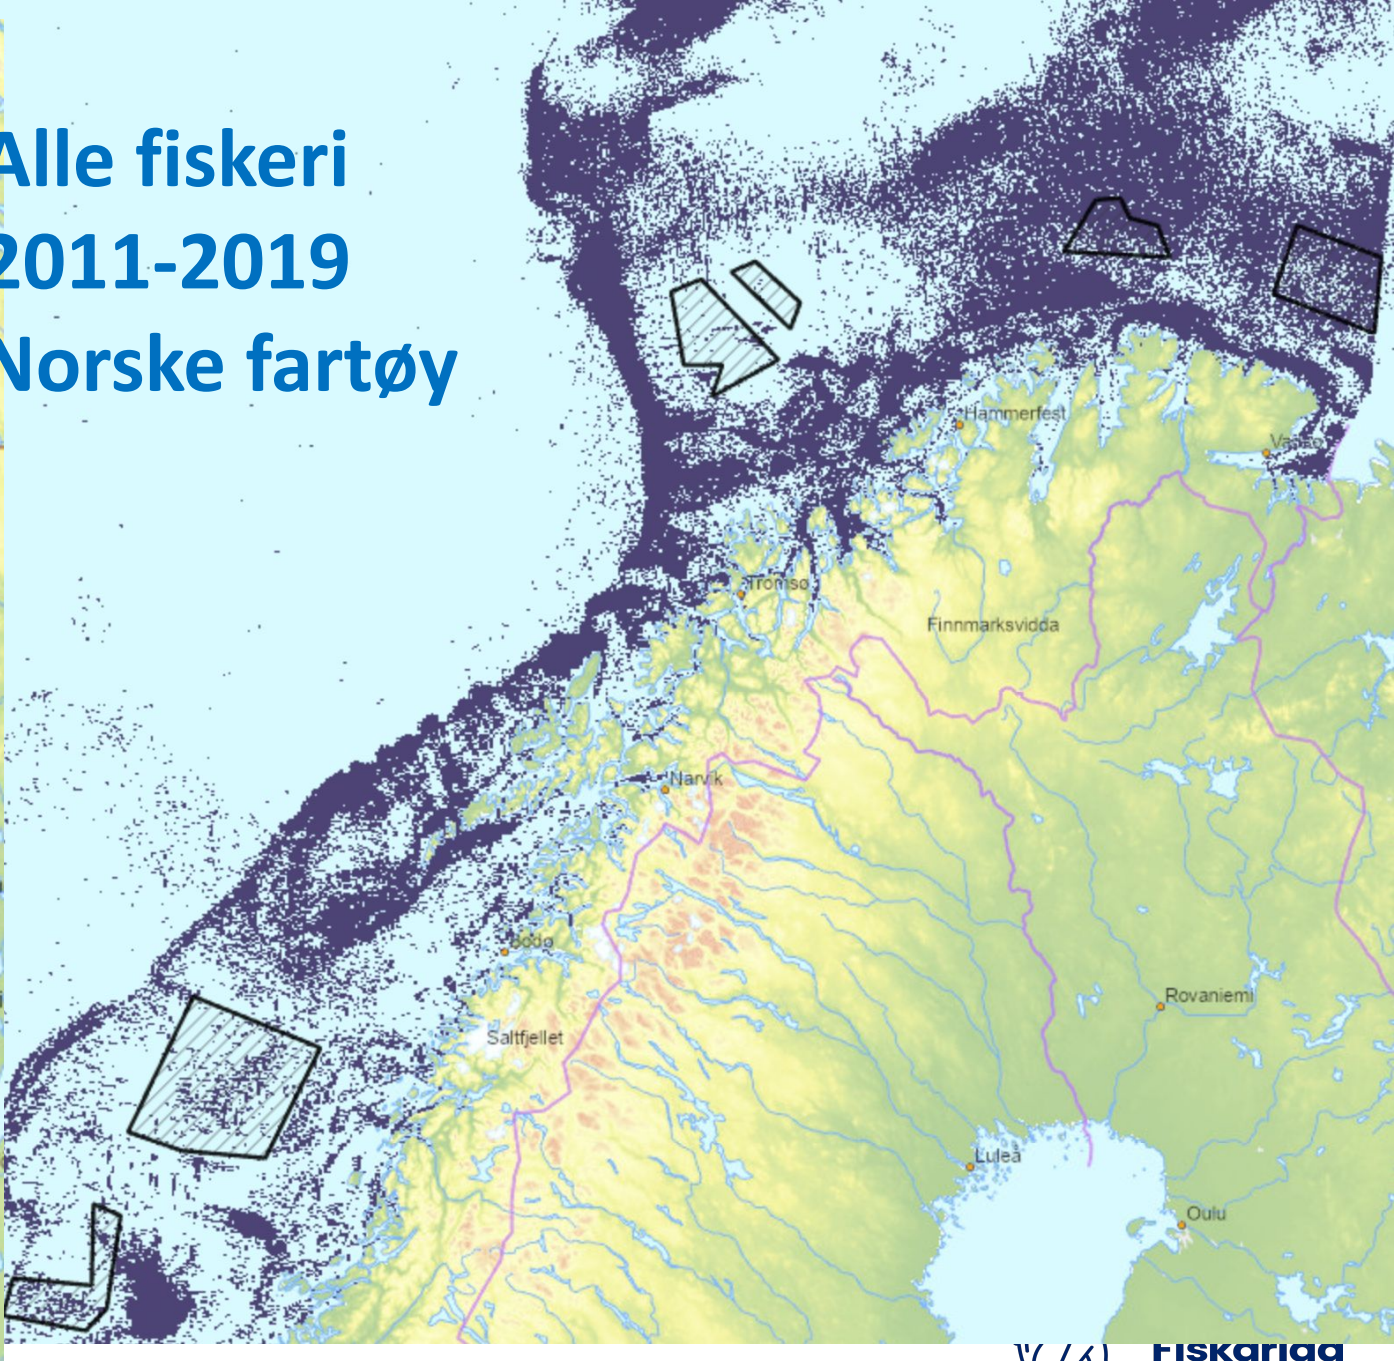 Alle fiskeri
2011-2019
Norske fartøy
Hammerfest
Tromsø
Finnmarksvidda
Narvik
Bodø
Rovaniemi
Saltfjellet
Luleå
Oulu